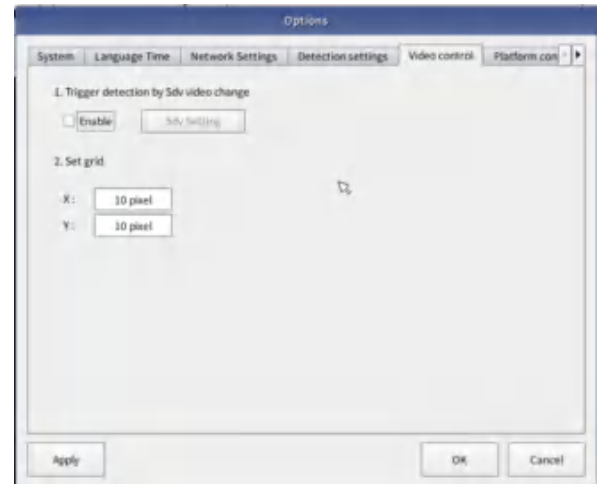 Options
System Language Time Network Settings Detection settings Video control Platform con
1. Trigger detection by Sdv video change
Enable Sdv Setting
2. Set grid
X: 10 pixel
Y: 10 pixel
Apply OK Cancel